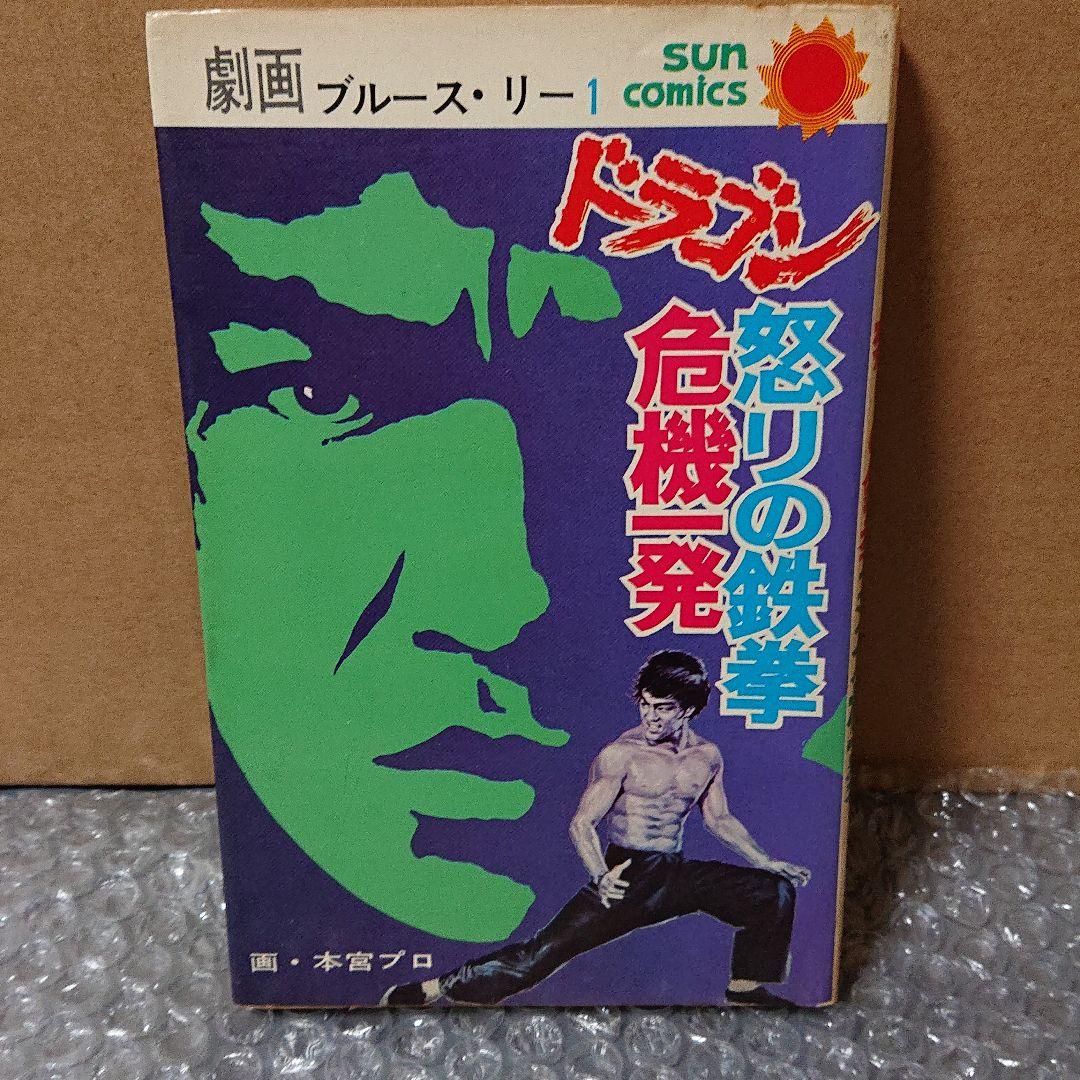 劇画 ブルース・リー1
sun
comics
ドラゴン
怒りの鉄拳
危機一発
画・本宮プロ